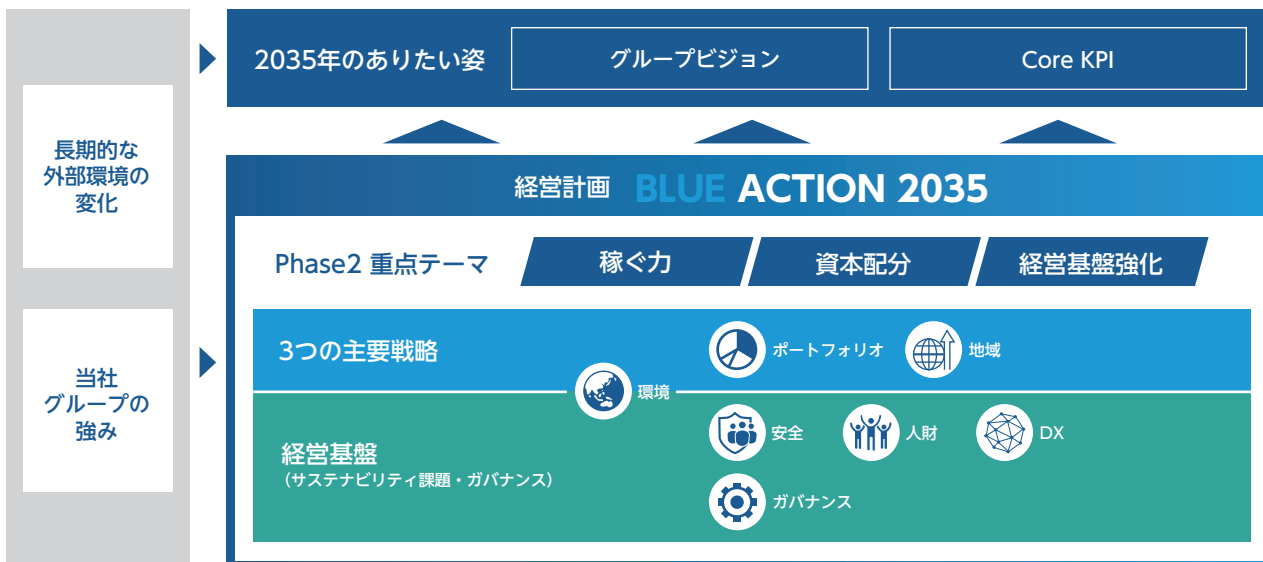 長期的な
外部環境の
変化
当社
グループの
強み
2035年のありたい姿
グループビジョン
Core KPI
経営計画 BLUE ACTION 2035
Phase2 重点テーマ
稼ぐ力
資本配分
経営基盤強化
3つの主要戦略
ポートフォリオ
地域
環境
経営基盤
（サステナビリティ課題・ガバナンス）
安全
人財
DX
ガバナンス